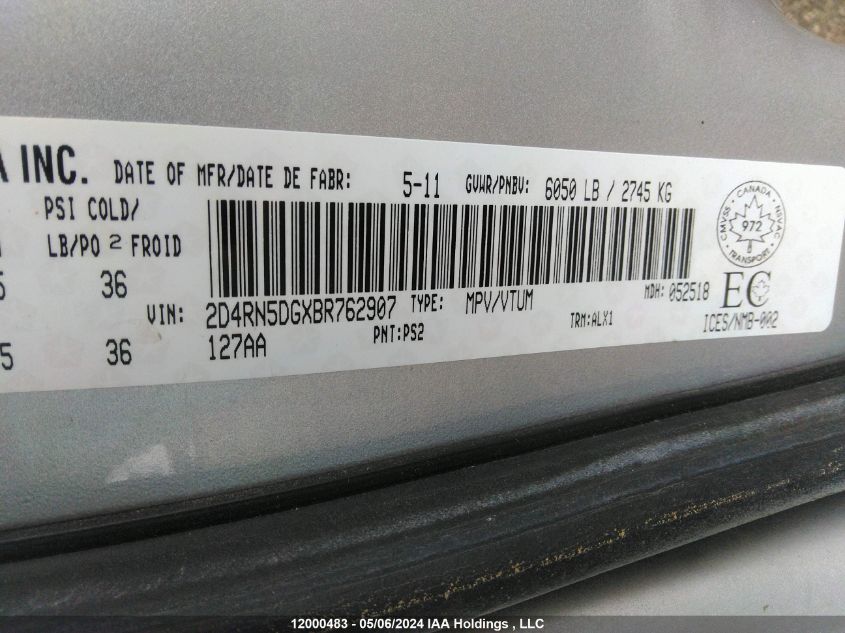 A INC. DATE OF MFR/DATE DE FABR: 5-11 GVWR/PNBV: 6050 LB / 2745 KG
PSI COLD/
LB/PO 2 FROID
5 36
VIN: 2D4RN5DGXBR762907 TYPE: MPV/VTUM MDH: 052518
5 36 127AA PNT:PS2 TRM:ALX1
CMVSS CANADA NSVAC
972
TRANSPORT
EC
ICES/NMB-002
12000483 - 05/06/2024 IAA Holdings , LLC